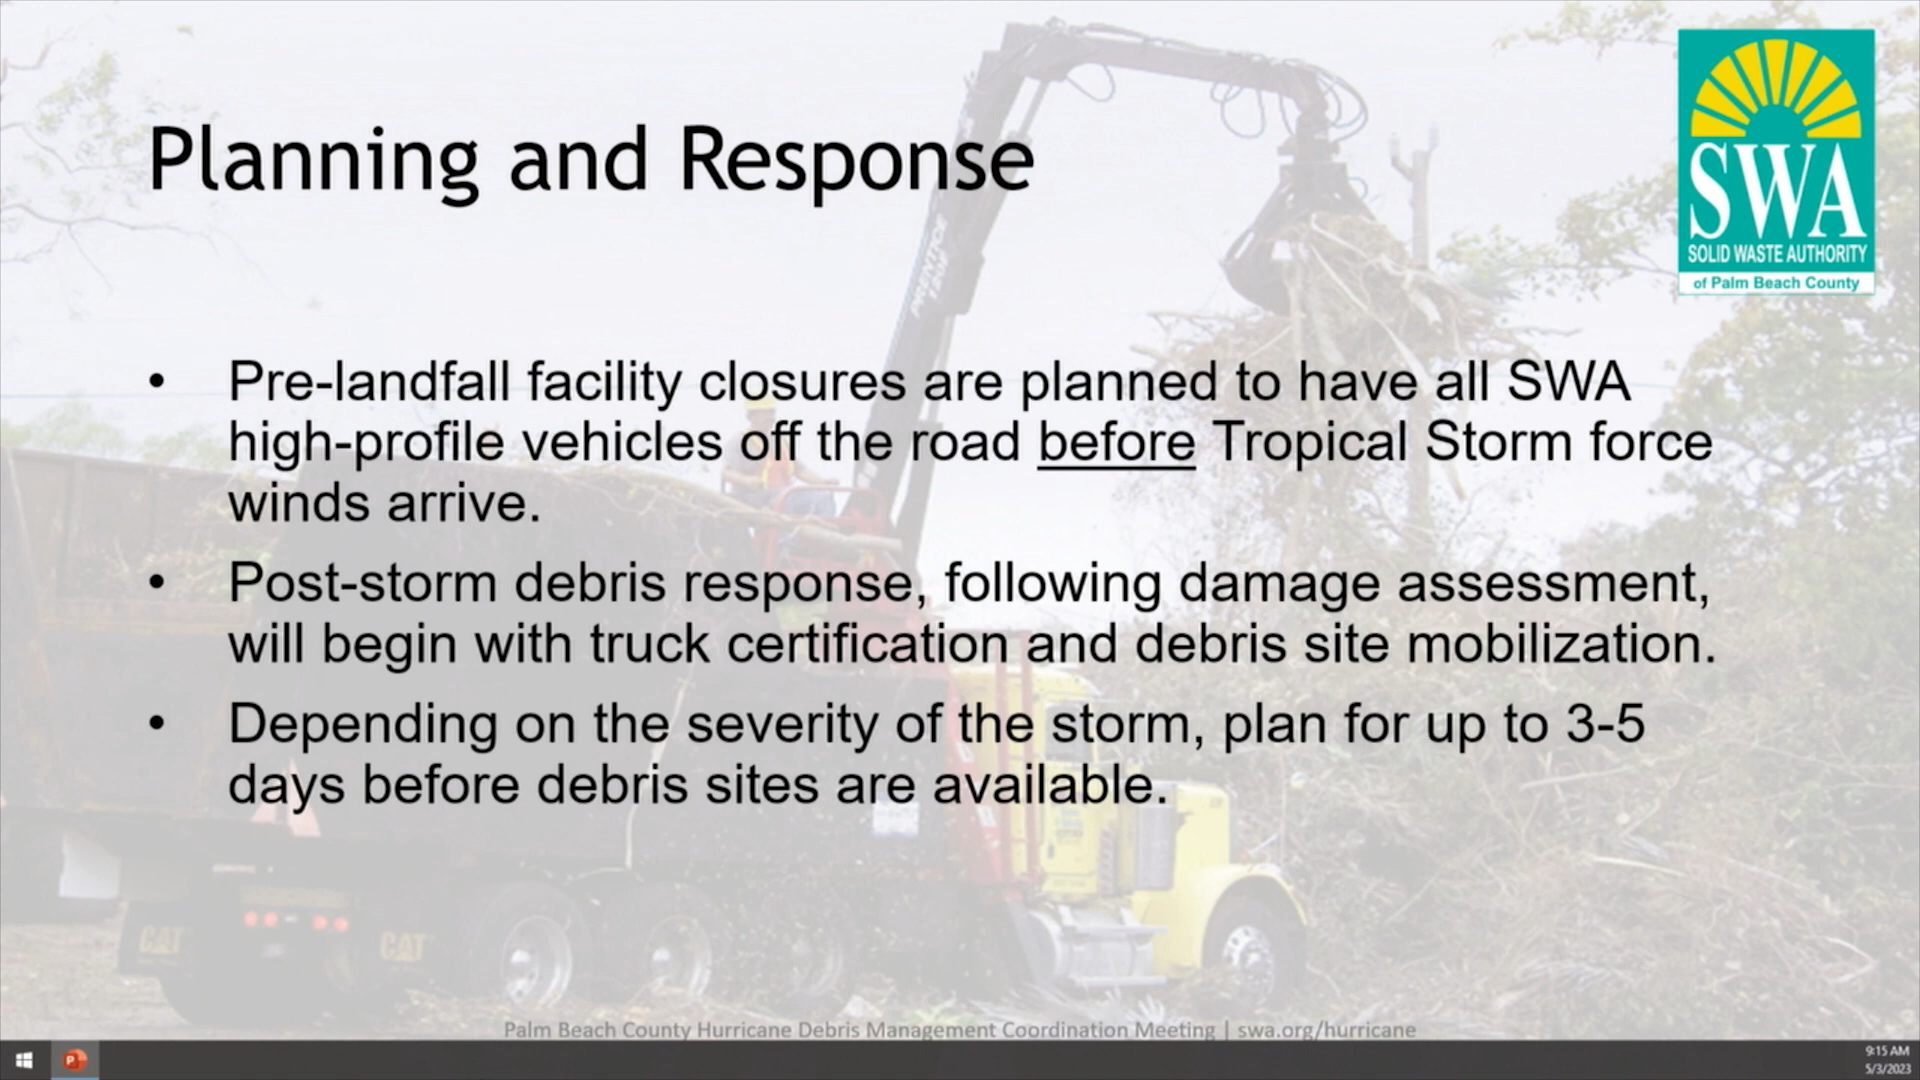 Planning and Response
SWA
SOLID WASTE AUTHORITY
of Palm Beach County
• Pre-landfall facility closures are planned to have all SWA
high-profile vehicles off the road before Tropical Storm force
winds arrive.
• Post-storm debris response, following damage assessment,
will begin with truck certification and debris site mobilization.
• Depending on the severity of the storm, plan for up to 3-5
days before debris sites are available.
PRENTICE
CAT
CAT
Palm Beach County Hurricane Debris Management Coordination Meeting | swa.org/hurricane
9:15 AM
5/3/2023